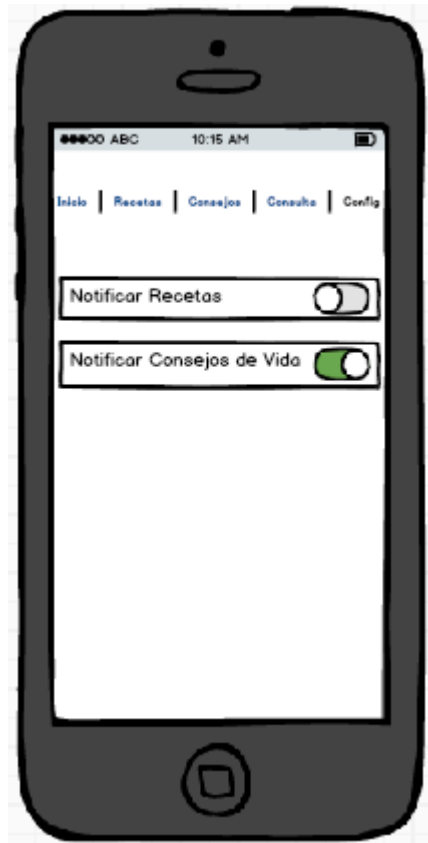 ABC 10:15 AM
Inicio | Recetas | Consejos | Consulta | Config
Notificar Recetas
Notificar Consejos de Vida